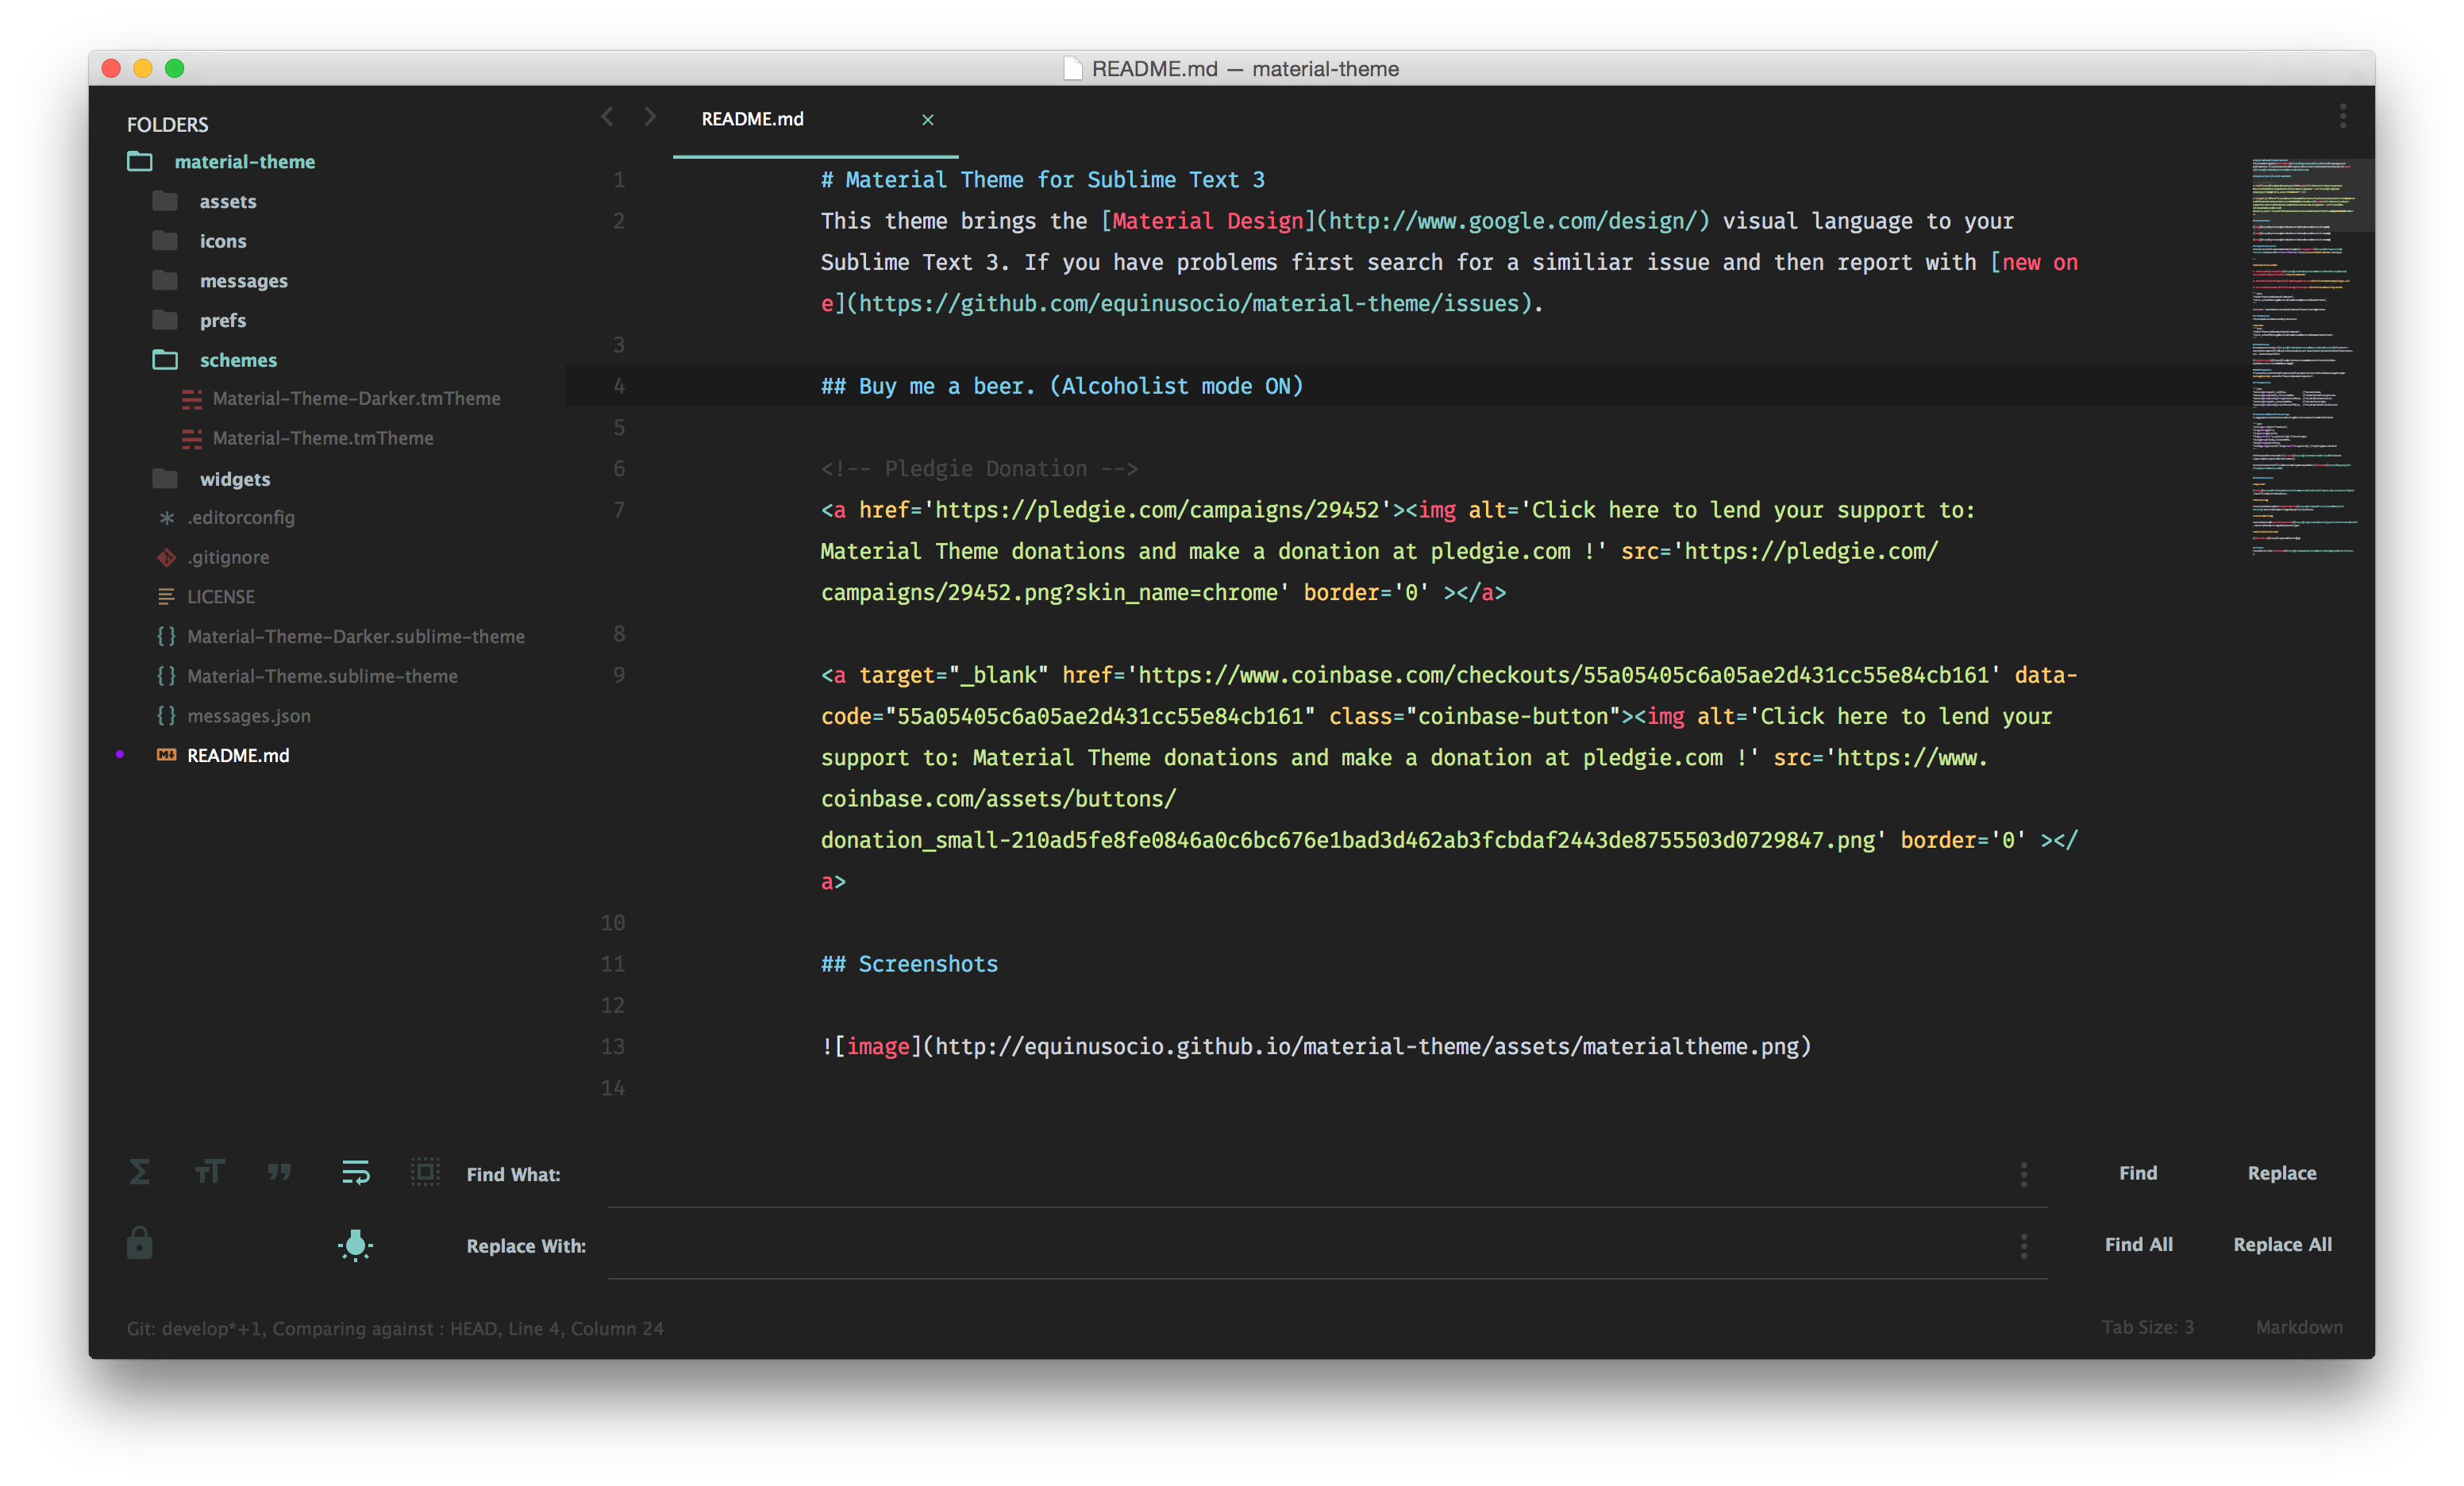 README.md — material-theme
FOLDERS
material-theme
assets
icons
messages
prefs
schemes
Material-Theme-Darker.tmTheme
Material-Theme.tmTheme
widgets
.editorconfig
.gitignore
LICENSE
Material-Theme-Darker.sublime-theme
Material-Theme.sublime-theme
messages.json
README.md
README.md ×
1 # Material Theme for Sublime Text 3
2 This theme brings the [Material Design](http://www.google.com/design/) visual language to your
Sublime Text 3. If you have problems first search for a similiar issue and then report with [new on
e](https://github.com/equinusocio/material-theme/issues).
3
4 ## Buy me a beer. (Alcoholist mode ON)
5
6 <!-- Pledgie Donation -->
7 <a href='https://pledgie.com/campaigns/29452'><img alt='Click here to lend your support to:
Material Theme donations and make a donation at pledgie.com !' src='https://pledgie.com/
campaigns/29452.png?skin_name=chrome' border='0' ></a>
8
9 <a target="_blank" href='https://www.coinbase.com/checkouts/55a05405c6a05ae2d431cc55e84cb161' data-
code="55a05405c6a05ae2d431cc55e84cb161" class="coinbase-button"><img alt='Click here to lend your
support to: Material Theme donations and make a donation at pledgie.com !' src='https://www.
coinbase.com/assets/buttons/
donation_small-210ad5fe8fe0846a0c6bc676e1bad3d462ab3fcbdaf2443de8755503d0729847.png' border='0' ></
a>
10
11 ## Screenshots
12
13 ![image](http://equinusocio.github.io/material-theme/assets/materialtheme.png)
14
Find What:
Find
Replace
Replace With:
Find All
Replace All
Git: develop*+1, Comparing against : HEAD, Line 4, Column 24
Tab Size: 3
Markdown